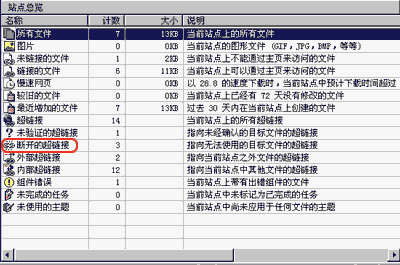 站点总览
名称 计数 大小 说明
所有文件 7 13KB 当前站点上的所有文件
图片 0 0KB 当前站点的图形文件 (GIF，JPG，BMP，等等)
未链接的文件 1 2KB 当前站点上不能通过主页来访问的文件
链接的文件 6 11KB 当前站点上可以通过主页来访问的文件
慢速网页 0 0KB 以 28.8 的速度下载时，当前站点中预计下载时间超过
较旧的文件 0 0KB 当前站点上已经有 72 天没有修改的文件
最近增加的文件 7 13KB 过去 30 天内在当前站点上创建的文件
超链接 14 当前站点上的所有超链接
未验证的超链接 1 指向未经确认的目标文件的超链接
断开的超链接 3 指向无法使用的目标文件的超链接
外部超链接 2 指向当前站点之外文件的超链接
内部超链接 12 指向当前站点中其他文件的超链接
组件错误 1 当前站点上带有出错组件的文件
未完成的任务 0 当前站点中未标记为已完成的任务
未使用的主题 0 当前站点中尚未应用于任何文件的主题